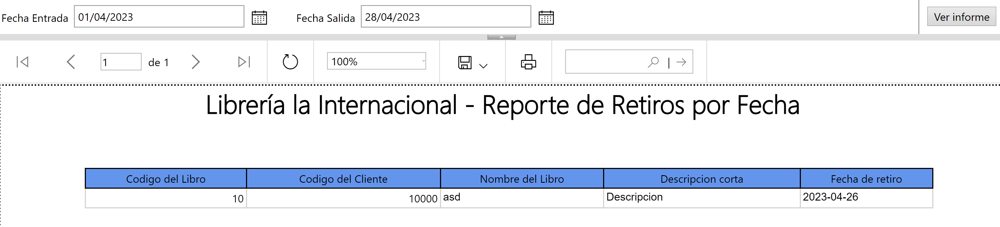 Fecha Entrada 01/04/2023 Fecha Salida 28/04/2023 Ver informe
1 de 1 100% |
Librería la Internacional - Reporte de Retiros por Fecha
Codigo del Libro Codigo del Cliente Nombre del Libro Descripcion corta Fecha de retiro
10 10000 asd Descripcion 2023-04-26